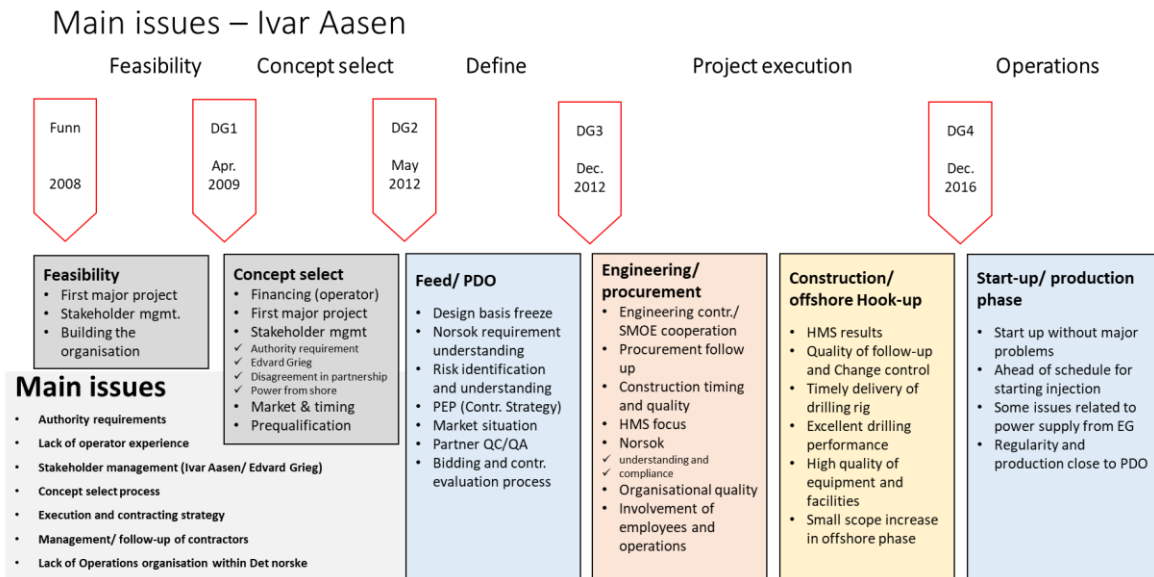 Main issues – Ivar Aasen
Feasibility
Concept select
Define
Project execution
Operations
Funn
2008
DG1
Apr.
2009
DG2
May
2012
DG3
Dec.
2012
DG4
Dec.
2016
Feasibility
• First major project
• Stakeholder mgmt.
• Building the
organisation
Concept select
• Financing (operator)
• First major project
• Stakeholder mgmt
✓ Authority requirement
✓ Edvard Grieg
✓ Disagreement in partnership
✓ Power from shore
• Market & timing
• Prequalification
Feed/ PDO
• Design basis freeze
• Norsok requirement
understanding
• Risk identification
and understanding
• PEP (Contr. Strategy)
• Market situation
• Partner QC/QA
• Bidding and contr.
evaluation process
Engineering/
procurement
• Engineering contr./
SMOE cooperation
• Procurement follow
up
• Construction timing
and quality
• HMS focus
• Norsok
✓ understanding and
✓ compliance
• Organisational quality
• Involvement of
employees and
operations
Construction/
offshore Hook-up
• HMS results
• Quality of follow-up
and Change control
• Timely delivery of
drilling rig
• Excellent drilling
performance
• High quality of
equipment and
facilities
• Small scope increase
in offshore phase
Start-up/ production
phase
• Start up without major
problems
• Ahead of schedule for
starting injection
• Some issues related to
power supply from EG
• Regularity and
production close to PDO
Main issues
• Authority requirements
• Lack of operator experience
• Stakeholder management (Ivar Aasen/ Edvard Grieg)
• Concept select process
• Execution and contracting strategy
• Management/ follow-up of contractors
• Lack of Operations organisation within Det norske